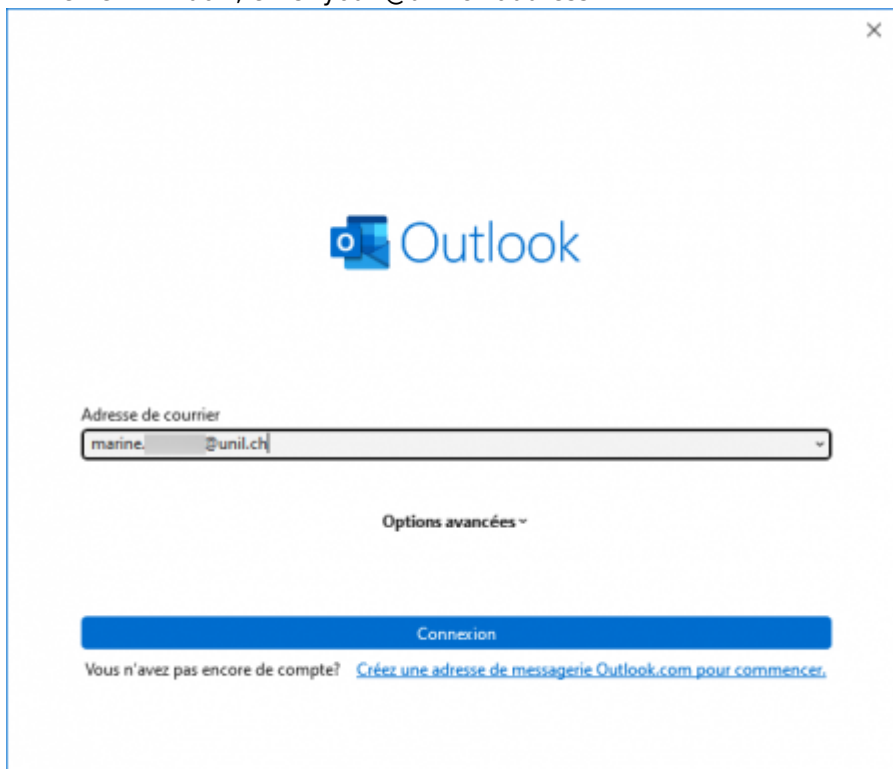 Outlook
Adresse de courrier
marine. @unil.ch
Options avancées
Connexion
Vous n'avez pas encore de compte? Créez une adresse de messagerie Outlook.com pour commencer.